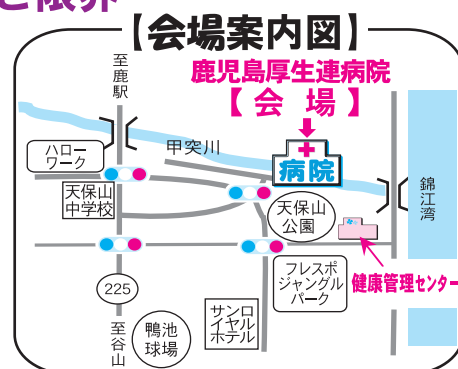 と限界
【会場案内図】
鹿児島厚生連病院
【会場】
至鹿駅
甲突川
ハロー
ワーク
病院
天保山
中学校
天保山
公園
錦江湾
健康管理センター
フレスポ
ジャングル
パーク
225
サンロ
イヤル
ホテル
至谷山
鴨池
球場